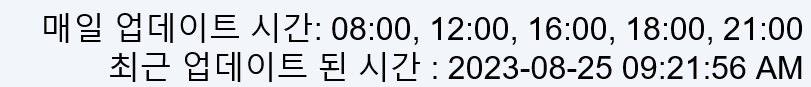 매일 업데이트 시간: 08:00, 12:00, 16:00, 18:00, 21:00
최근 업데이트 된 시간 : 2023-08-25 09:21:56 AM